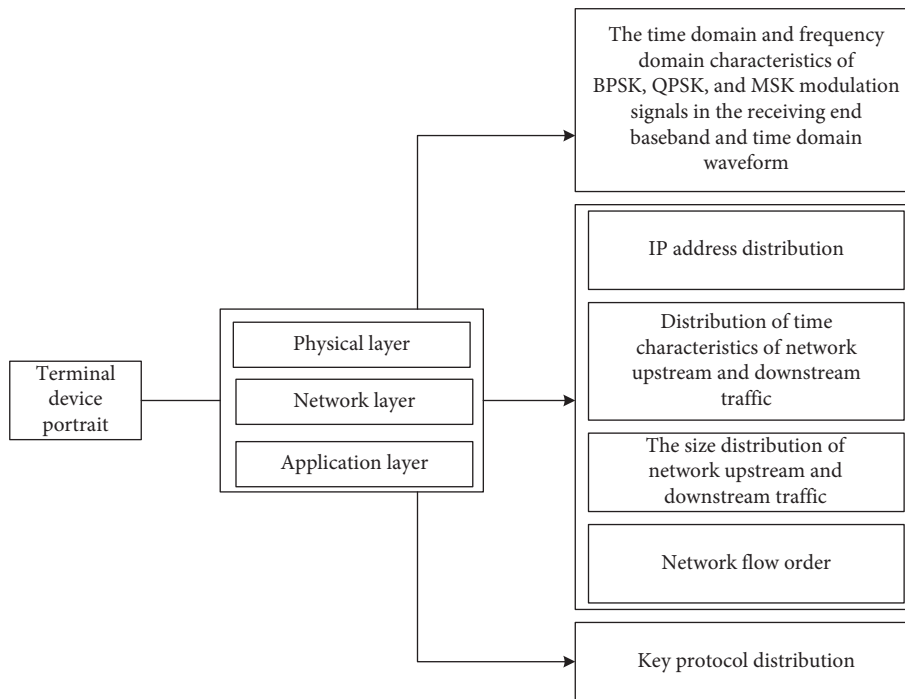 Terminal
device
portrait
Physical layer
Network layer
Application layer
The time domain and frequency
domain characteristics of
BPSK, QPSK, and MSK modulation
signals in the receiving end
baseband and time domain
waveform
IP address distribution
Distribution of time
characteristics of network
upstream and downstream
traffic
The size distribution of
network upstream and
downstream traffic
Network flow order
Key protocol distribution